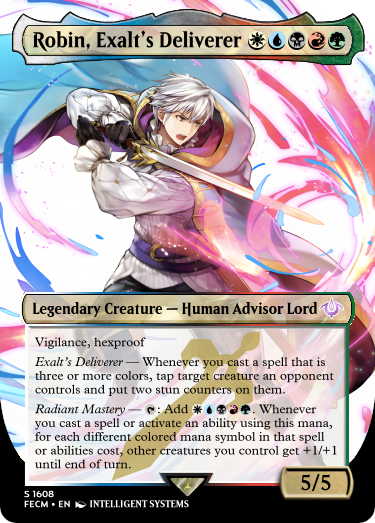 Robin, Exalt's Deliverer
Legendary Creature — Human Advisor Lord
Vigilance, hexproof
Exalt's Deliverer — Whenever you cast a spell that is
three or more colors, tap target creature an opponent
controls and put two stun counters on them.
Radiant Mastery — : Add . Whenever
you cast a spell or activate an ability using this mana,
for each different colored mana symbol in that spell
or abilities cost, other creatures you control get +1/+1
until end of turn.
5/5
S 1608
FECM • EN INTELLIGENT SYSTEMS